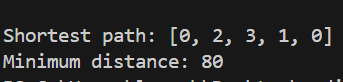 Shortest path: [0, 2, 3, 1, 0]
Minimum distance: 80